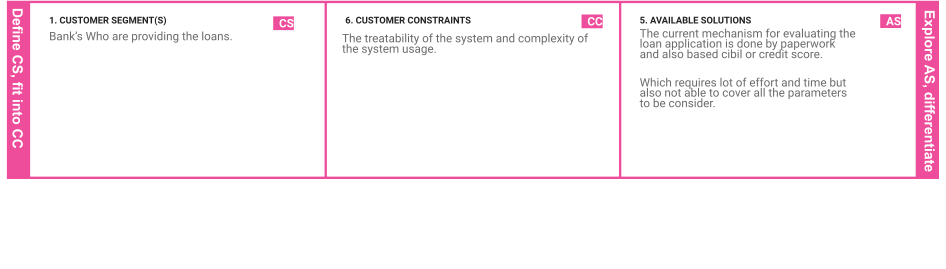 Define CS, fit into CC
1. CUSTOMER SEGMENT(S)
CS
Bank's Who are providing the loans.
6. CUSTOMER CONSTRAINTS
CC
The treatability of the system and complexity of
the system usage.
5. AVAILABLE SOLUTIONS
AS
The current mechanism for evaluating the
loan application is done by paperwork
and also based cibil or credit score.
Which requires lot of effort and time but
also not able to cover all the parameters
to be consider.
Explore AS, differentiate